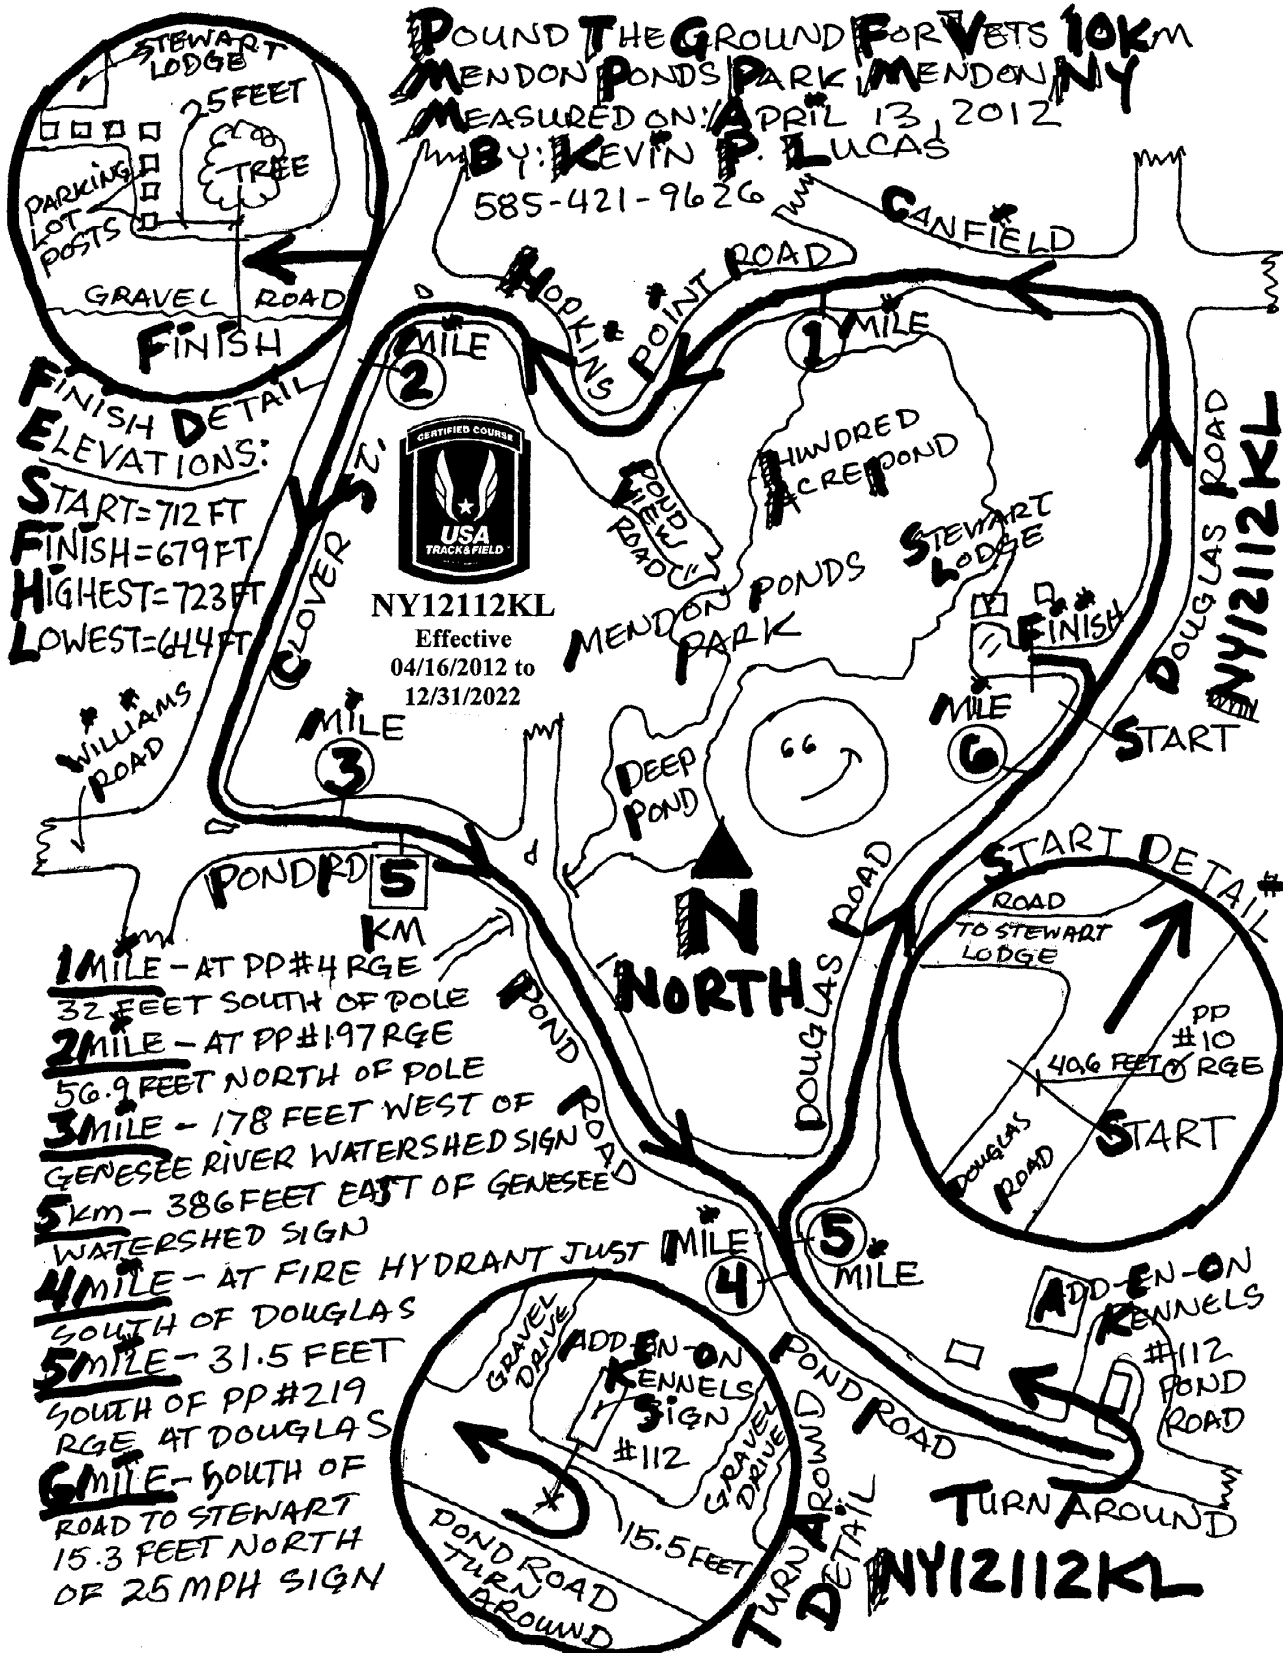 POUND THE GROUND FOR VETS 10KM
MENDON PONDS PARK, MENDON, NY
MEASURED ON: APRIL 13, 2012
BY: KEVIN P. LUCAS
585-421-9626
STEWART
LODGE
25 FEET
TREE
PARKING
LOT
POSTS
GRAVEL ROAD
FINISH
FINISH DETAIL
ELEVATIONS:
START=712 FT
FINISH=679 FT
HIGHEST=723 FT
LOWEST=644 FT
CANFIELD
ROAD
HOPKINS
POINT
1 MILE
MILE
2
CERTIFIED COURSE
USA
TRACK & FIELD
NY12112KL
Effective
04/16/2012 to
12/31/2022
CLOVER ST.
POND
VIEW
ROAD
HUNDRED
ACRE POND
MENDON PONDS
PARK
STEWART
LODGE
FINISH
DOUGLAS ROAD
NY12112KL
START
MILE
6
WILLIAMS
ROAD
MILE
3
DEEP
POND
POND RD
5
KM
N
NORTH
DOUGLAS ROAD
START DETAIL
ROAD
TO STEWART
LODGE
PP
#10
RGE
40.6 FEET
START
DOUGLAS
ROAD
POND ROAD
1 MILE - AT PP#4 RGE
32 FEET SOUTH OF POLE
2 MILE - AT PP#197 RGE
56.9 FEET NORTH OF POLE
3 MILE - 178 FEET WEST OF
GENESEE RIVER WATERSHED SIGN
5 KM - 386 FEET EAST OF GENESEE
WATERSHED SIGN
4 MILE - AT FIRE HYDRANT JUST
SOUTH OF DOUGLAS
5 MILE - 31.5 FEET
SOUTH OF PP#219
RGE AT DOUGLAS
6 MILE - SOUTH OF
ROAD TO STEWART
15.3 FEET NORTH
OF 25 MPH SIGN
MILE
4
5
MILE
POND ROAD
ADD-EN-ON
KENNELS
#112
POND
ROAD
TURN AROUND
GRAVEL
DRIVE
ADD-EN-ON
KENNELS
SIGN
#112
GRAVEL
DRIVE
15.5 FEET
POND ROAD
TURN
AROUND
TURN AROUND
DETAIL
NY12112KL